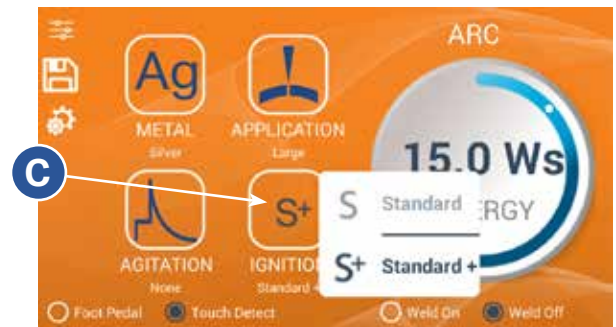 ARC
Ag
METAL
Silver
APPLICATION
Large
15.0 Ws
ERGY
C
AGITATION
None
S+
IGNITION
Standard +
S Standard
S+ Standard +
Foot Pedal
Touch Detect
Weld On
Weld Off